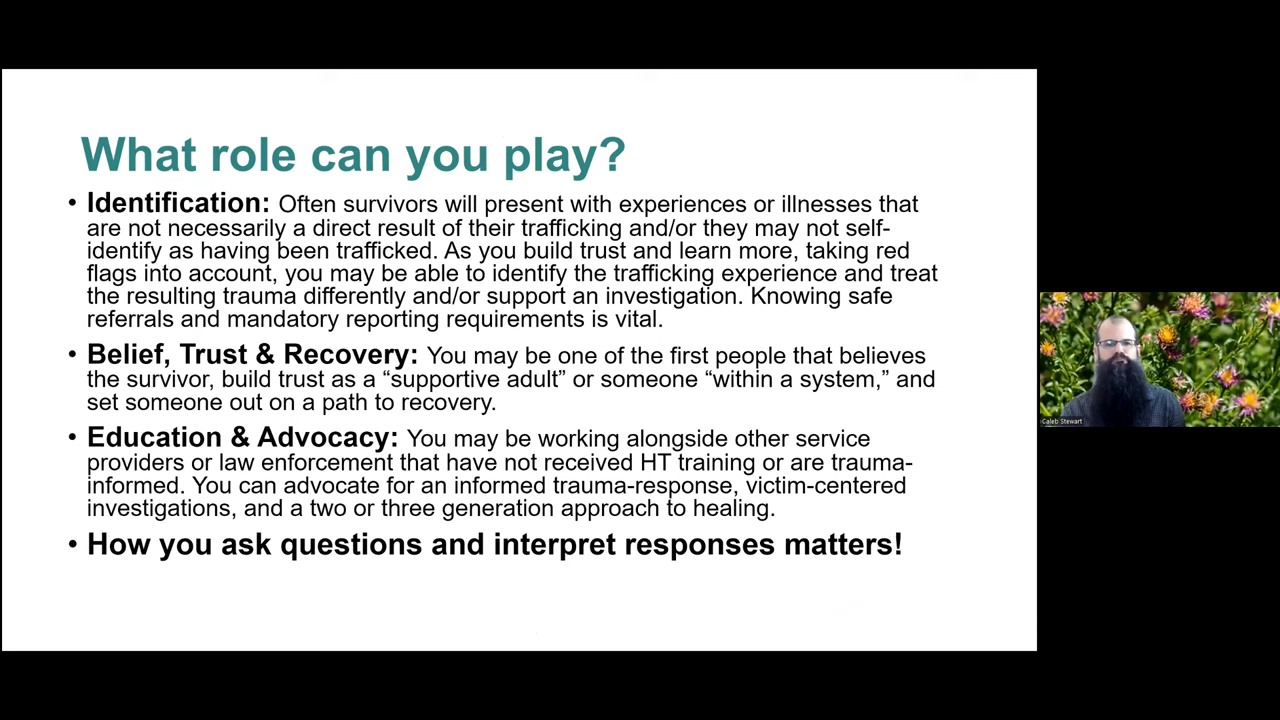 What role can you play?
• Identification: Often survivors will present with experiences or illnesses that
are not necessarily a direct result of their trafficking and/or they may not self-
identify as having been trafficked. As you build trust and learn more, taking red
flags into account, you may be able to identify the trafficking experience and treat
the resulting trauma differently and/or support an investigation. Knowing safe
referrals and mandatory reporting requirements is vital.
• Belief, Trust & Recovery: You may be one of the first people that believes
the survivor, build trust as a “supportive adult” or someone “within a system,” and
set someone out on a path to recovery.
• Education & Advocacy: You may be working alongside other service
providers or law enforcement that have not received HT training or are trauma-
informed. You can advocate for an informed trauma-response, victim-centered
investigations, and a two or three generation approach to healing.
• How you ask questions and interpret responses matters!
Caleb Stewart